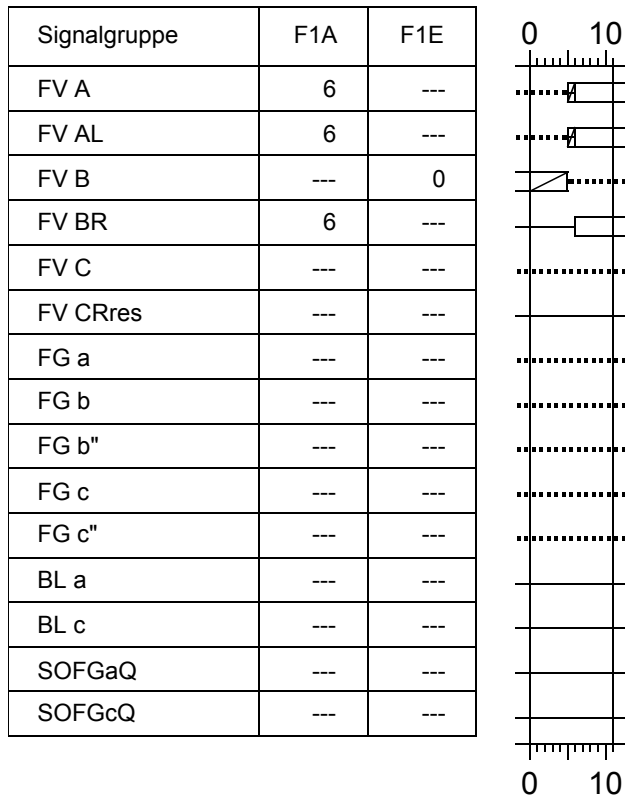 Signalgruppe F1A F1E 0 10
FV A 6 ---
FV AL 6 ---
FV B --- 0
FV BR 6 ---
FV C --- ---
FV CRres --- ---
FG a --- ---
FG b --- ---
FG b" --- ---
FG c --- ---
FG c" --- ---
BL a --- ---
BL c --- ---
SOFGaQ --- ---
SOFGcQ --- ---
0 10